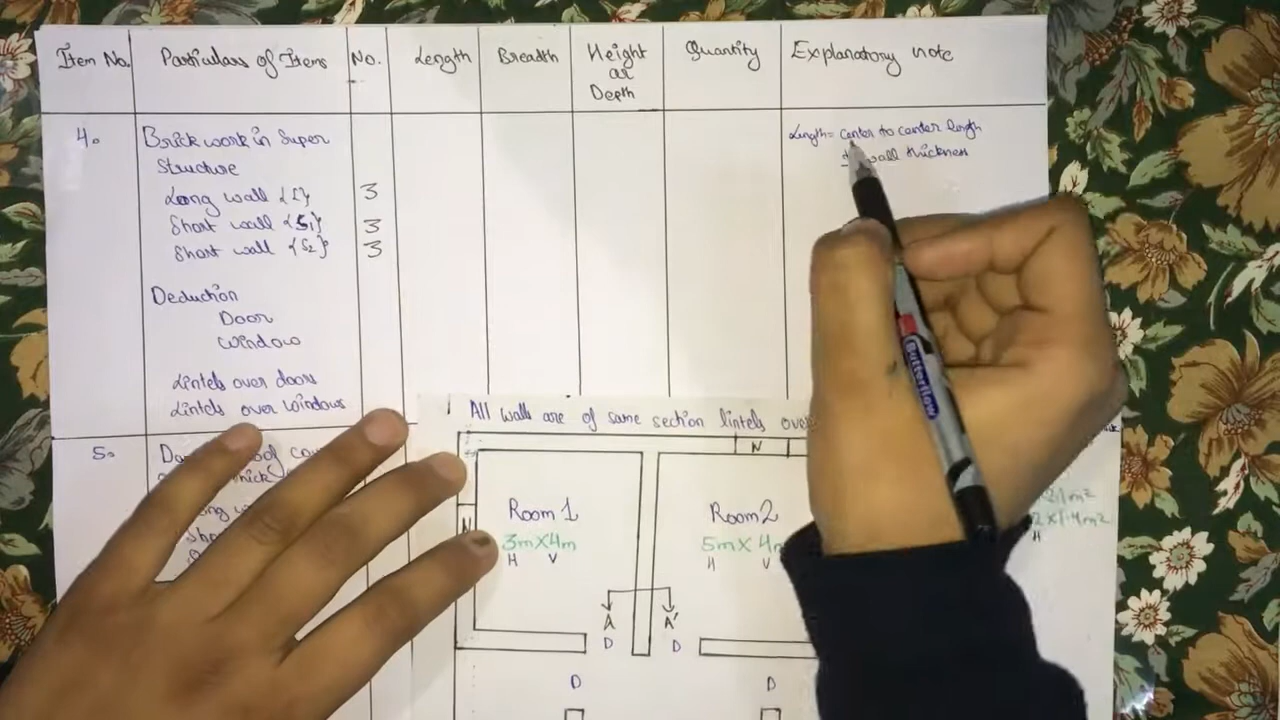 Item No. Particulars of Items No. Length Breadth Height or Depth Quantity Explanatory note
4. Brick work in Super
Structure
Long wall {L} 3
Short wall {S1} 3
Short wall {S2} 3
Deduction
Door
Window
Lintels over doors
Lintels over windows
Length = Center to center length
wall thickness
5.
All walls are of same section lintels over
N
Room 1
3m X 4m
H V
Room 2
5m X 4m
H V
N
A A'
D D
D D
2 X 1.4m²
H
Butterflow